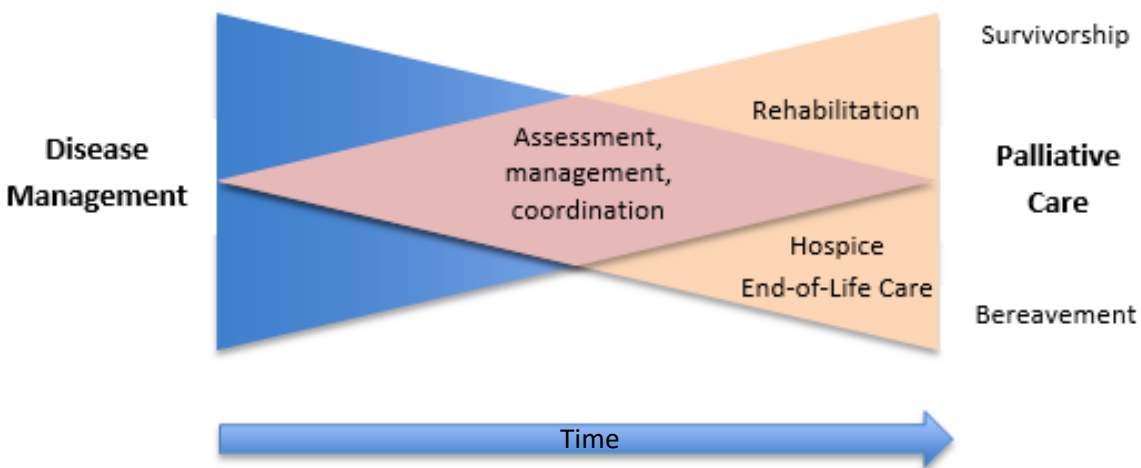 Survivorship
Rehabilitation
Disease
Management
Assessment,
management,
coordination
Palliative
Care
Hospice
End-of-Life Care
Bereavement
Time